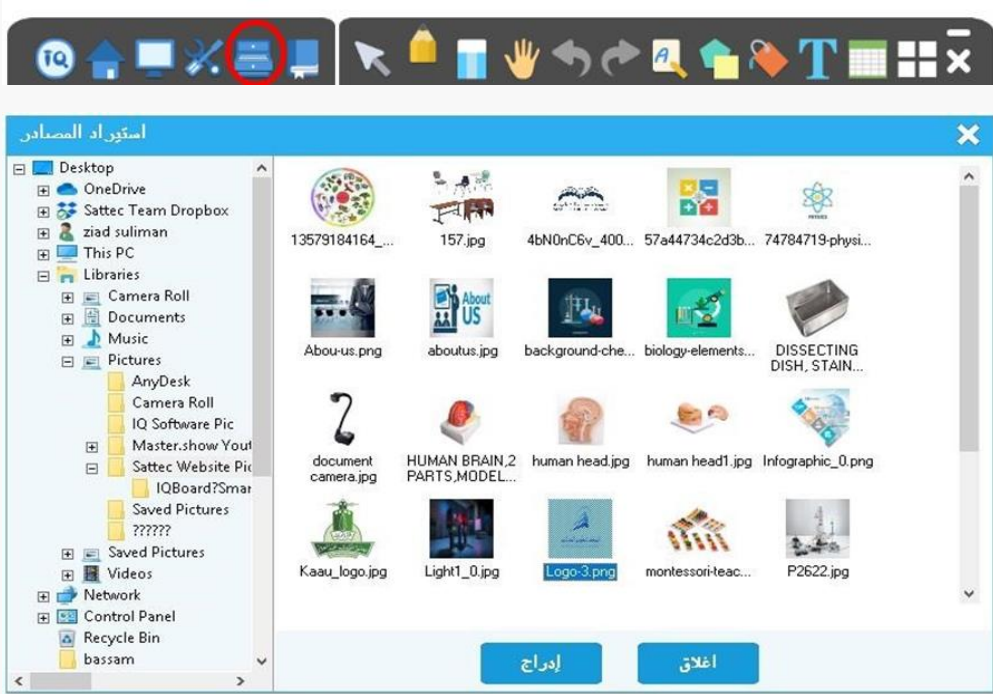 IQ
A
T
استيراد المصادر
Desktop
OneDrive
Sattec Team Dropbox
ziad suliman
This PC
Libraries
Camera Roll
Documents
Music
Pictures
AnyDesk
Camera Roll
IQ Software Pic
Master.show Yout
Sattec Website Pic
IQBoard?Smar
Saved Pictures
??????
Saved Pictures
Videos
Network
Control Panel
Recycle Bin
bassam
13579184164_...
157.jpg
4bN0nC6v_400...
57a44734c2d3b...
74784719-physi...
PHYSICS
About
US
Abou-us.png
aboutus.jpg
background-che...
biology-elements...
DISSECTING
DISH, STAIN...
document
camera.jpg
HUMAN BRAIN,2
PARTS,MODEL...
human head.jpg
human head1.jpg
Infographic_0.png
Kaau_logo.jpg
Light1_0.jpg
Logo-3.png
montessori-teac...
P2622.jpg
إدراج
اغلاق